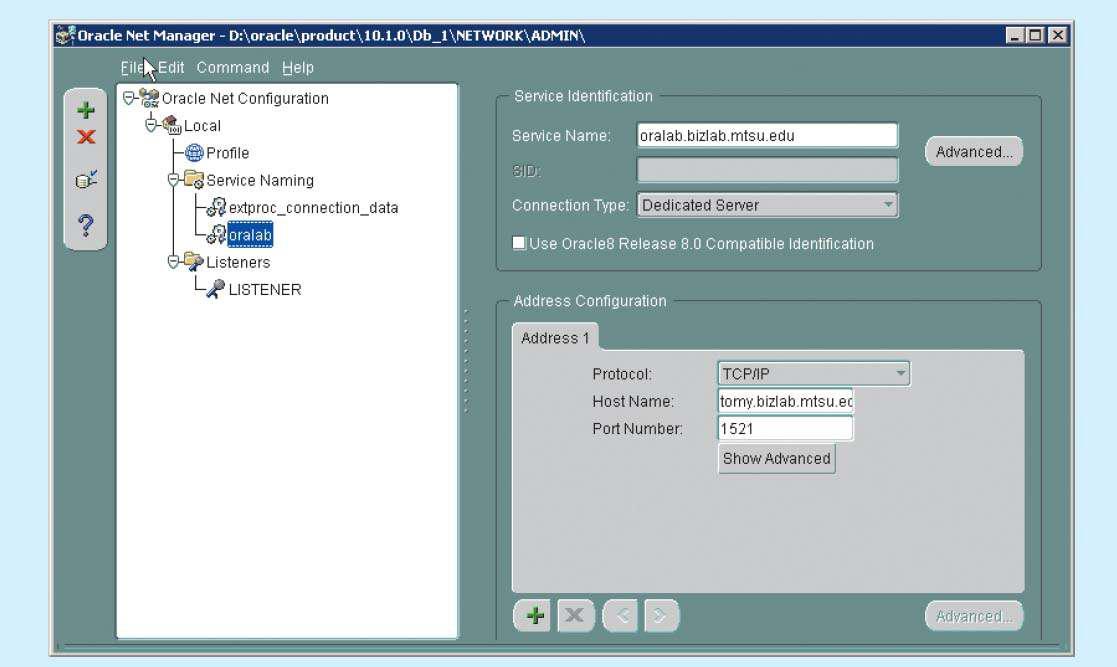 Oracle Net Manager - D:\oracle\product\10.1.0\Db_1\NETWORK\ADMIN\
File Edit Command Help
Oracle Net Configuration
Local
Profile
Service Naming
extproc_connection_data
oralab
Listeners
LISTENER
Service Identification
Service Name: oralab.bizlab.mtsu.edu
Advanced...
SID:
Connection Type: Dedicated Server
Use Oracle8 Release 8.0 Compatible Identification
Address Configuration
Address 1
Protocol: TCP/IP
Host Name: tomy.bizlab.mtsu.ed
Port Number: 1521
Show Advanced
Advanced...